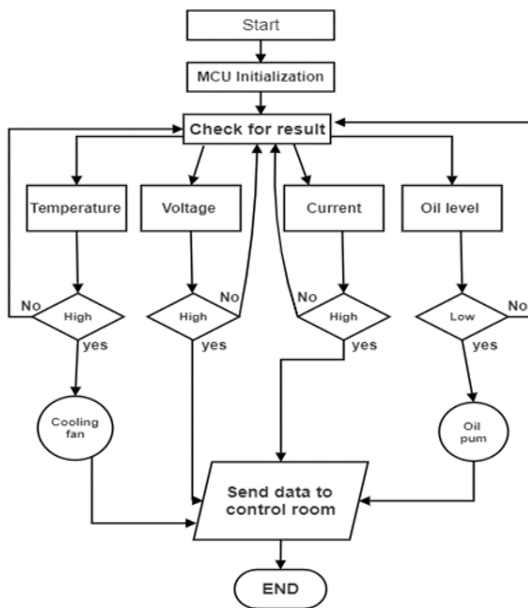 Start
MCU Initialization
Check for result
Temperature
Voltage
Current
Oil level
No
High
No
High
No
High
Low
No
yes
yes
yes
yes
Cooling
fan
Oil
pum
Send data to
control room
END